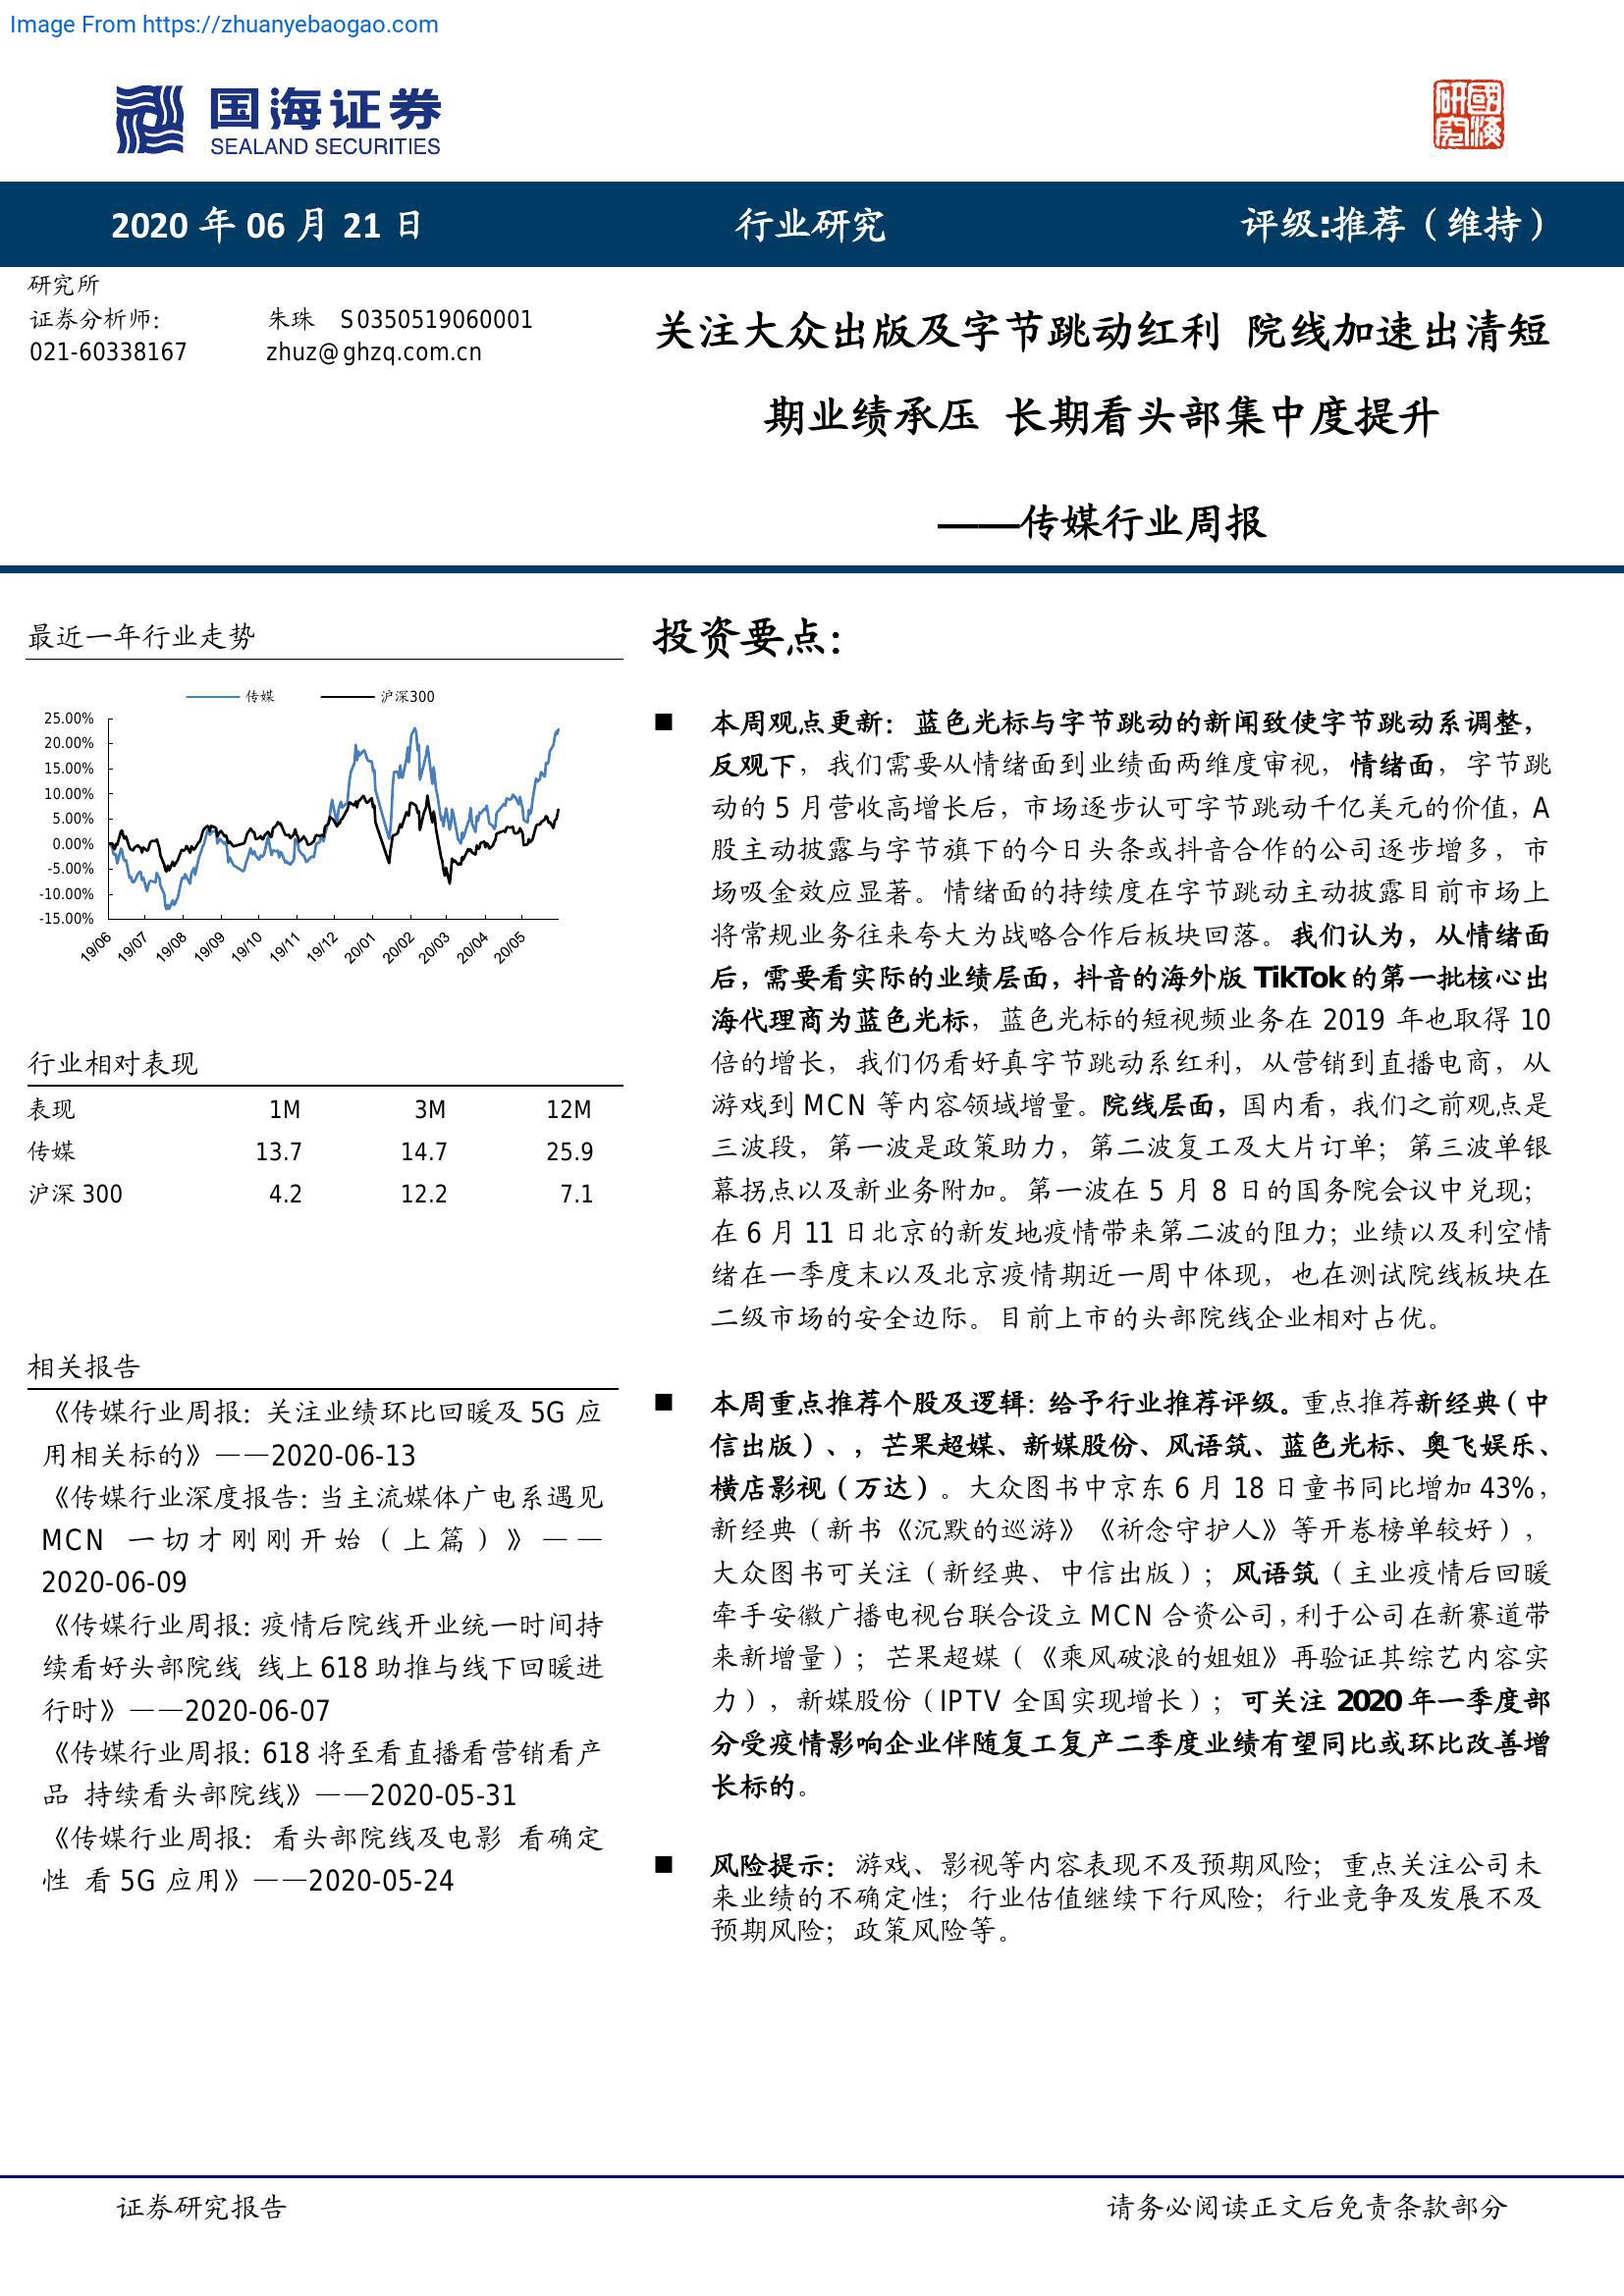 Image From https://zhuanyebaogao.com
国海证券
SEALAND SECURITIES
國海研究
2020 年 06 月 21 日
行业研究
评级:推荐（维持）
研究所
证券分析师:
朱珠 S0350519060001
021-60338167
zhuz@ghzq.com.cn
关注大众出版及字节跳动红利 院线加速出清短
期业绩承压 长期看头部集中度提升
——传媒行业周报
最近一年行业走势
传媒
沪深300
25.00%
20.00%
15.00%
10.00%
5.00%
0.00%
-5.00%
-10.00%
-15.00%
19/06
19/07
19/08
19/09
19/10
19/11
19/12
20/01
20/02
20/03
20/04
20/05
行业相对表现
表现 1M 3M 12M
传媒 13.7 14.7 25.9
沪深 300 4.2 12.2 7.1
相关报告
《传媒行业周报：关注业绩环比回暖及 5G 应
用相关标的》——2020-06-13
《传媒行业深度报告：当主流媒体广电系遇见
MCN 一切才刚刚开始（上篇）》——
2020-06-09
《传媒行业周报：疫情后院线开业统一时间持
续看好头部院线 线上 618 助推与线下回暖进
行时》——2020-06-07
《传媒行业周报：618 将至看直播看营销看产
品 持续看头部院线》——2020-05-31
《传媒行业周报：看头部院线及电影 看确定
性 看 5G 应用》——2020-05-24
投资要点：
■ 本周观点更新：蓝色光标与字节跳动的新闻致使字节跳动系调整，
反观下，我们需要从情绪面到业绩面两维度审视，情绪面，字节跳
动的 5 月营收高增长后，市场逐步认可字节跳动千亿美元的价值，A
股主动披露与字节旗下的今日头条或抖音合作的公司逐步增多，市
场吸金效应显著。情绪面的持续度在字节跳动主动披露目前市场上
将常规业务往来夸大为战略合作后板块回落。我们认为，从情绪面
后，需要看实际的业绩层面，抖音的海外版 TikTok 的第一批核心出
海代理商为蓝色光标，蓝色光标的短视频业务在 2019 年也取得 10
倍的增长，我们仍看好真字节跳动系红利，从营销到直播电商，从
游戏到 MCN 等内容领域增量。院线层面，国内看，我们之前观点是
三波段，第一波是政策助力，第二波复工及大片订单；第三波单银
幕拐点以及新业务附加。第一波在 5 月 8 日的国务院会议中兑现；
在 6 月 11 日北京的新发地疫情带来第二波的阻力；业绩以及利空情
绪在一季度末以及北京疫情期近一周中体现，也在测试院线板块在
二级市场的安全边际。目前上市的头部院线企业相对占优。
■ 本周重点推荐个股及逻辑：给予行业推荐评级。重点推荐新经典（中
信出版）、，芒果超媒、新媒股份、风语筑、蓝色光标、奥飞娱乐、
横店影视（万达）。大众图书中京东 6 月 18 日童书同比增加 43%，
新经典（新书《沉默的巡游》《祈念守护人》等开卷榜单较好），
大众图书可关注（新经典、中信出版）；风语筑（主业疫情后回暖
牵手安徽广播电视台联合设立 MCN 合资公司，利于公司在新赛道带
来新增量）；芒果超媒（《乘风破浪的姐姐》再验证其综艺内容实
力），新媒股份（IPTV 全国实现增长）；可关注 2020 年一季度部
分受疫情影响企业伴随复工复产二季度业绩有望同比或环比改善增
长标的。
■ 风险提示：游戏、影视等内容表现不及预期风险；重点关注公司未
来业绩的不确定性；行业估值继续下行风险；行业竞争及发展不及
预期风险；政策风险等。
证券研究报告
请务必阅读正文后免责条款部分